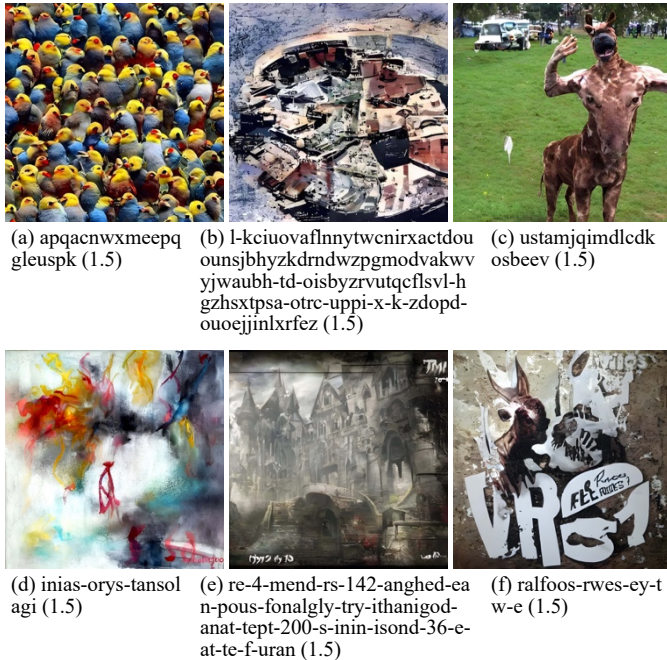 (a) apqacnwxmeepq
gleuspk (1.5)
(b) l-kciuovaflnnytwcnirxactdou
ounsjbhyzkdrndwzpgmodvakwv
yjwaubh-td-oisbyzrvutqcflsvl-h
gzhsxtpsa-otrc-uppi-x-k-zdopd-
ouoejjinlxrfez (1.5)
(c) ustamjqimdlcdk
osbeev (1.5)
(d) inias-orys-tansol
agi (1.5)
(e) re-4-mend-rs-142-anghed-ea
n-pous-fonalgly-try-ithanigod-
anat-tept-200-s-inin-isond-36-e-
at-te-f-uran (1.5)
(f) ralfoos-rwes-ey-t
w-e (1.5)